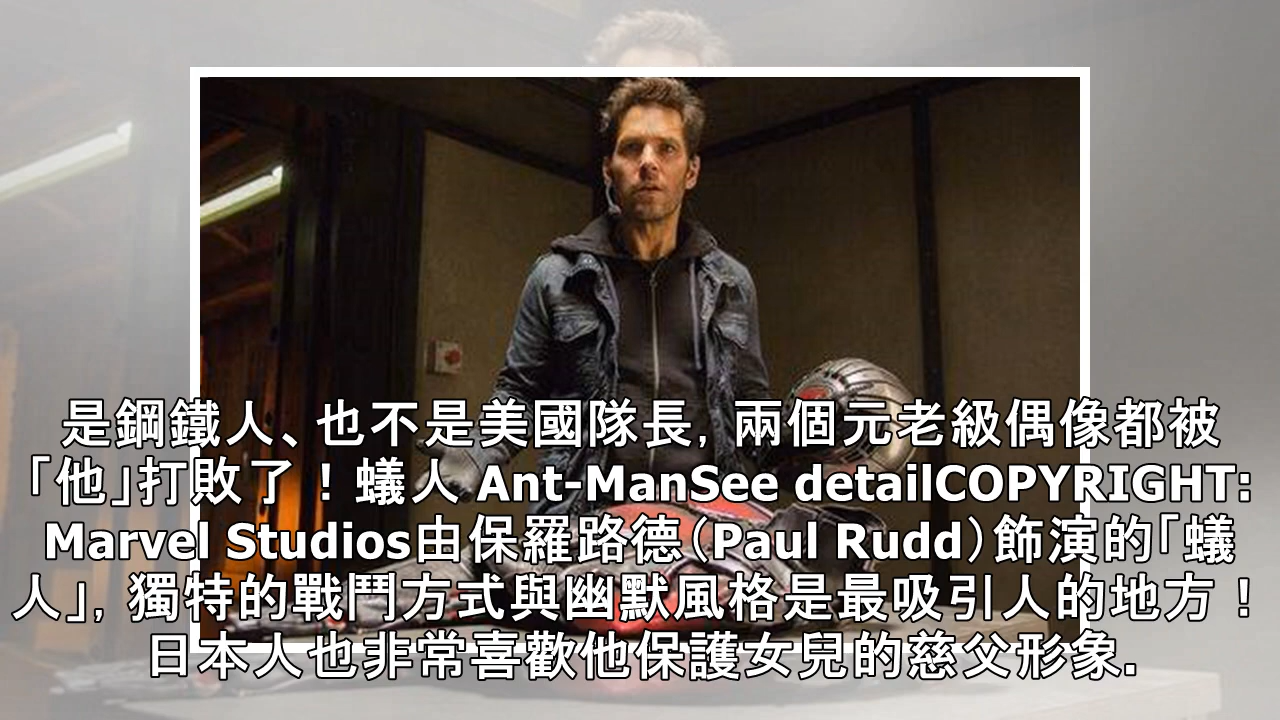 是鋼鐵人、也不是美國隊長, 兩個元老級偶像都被
「他」打敗了！蟻人 Ant-ManSee detailCOPYRIGHT:
Marvel Studios由保羅路德（Paul Rudd）飾演的「蟻
人」, 獨特的戰鬥方式與幽默風格是最吸引人的地方！
日本人也非常喜歡他保護女兒的慈父形象.